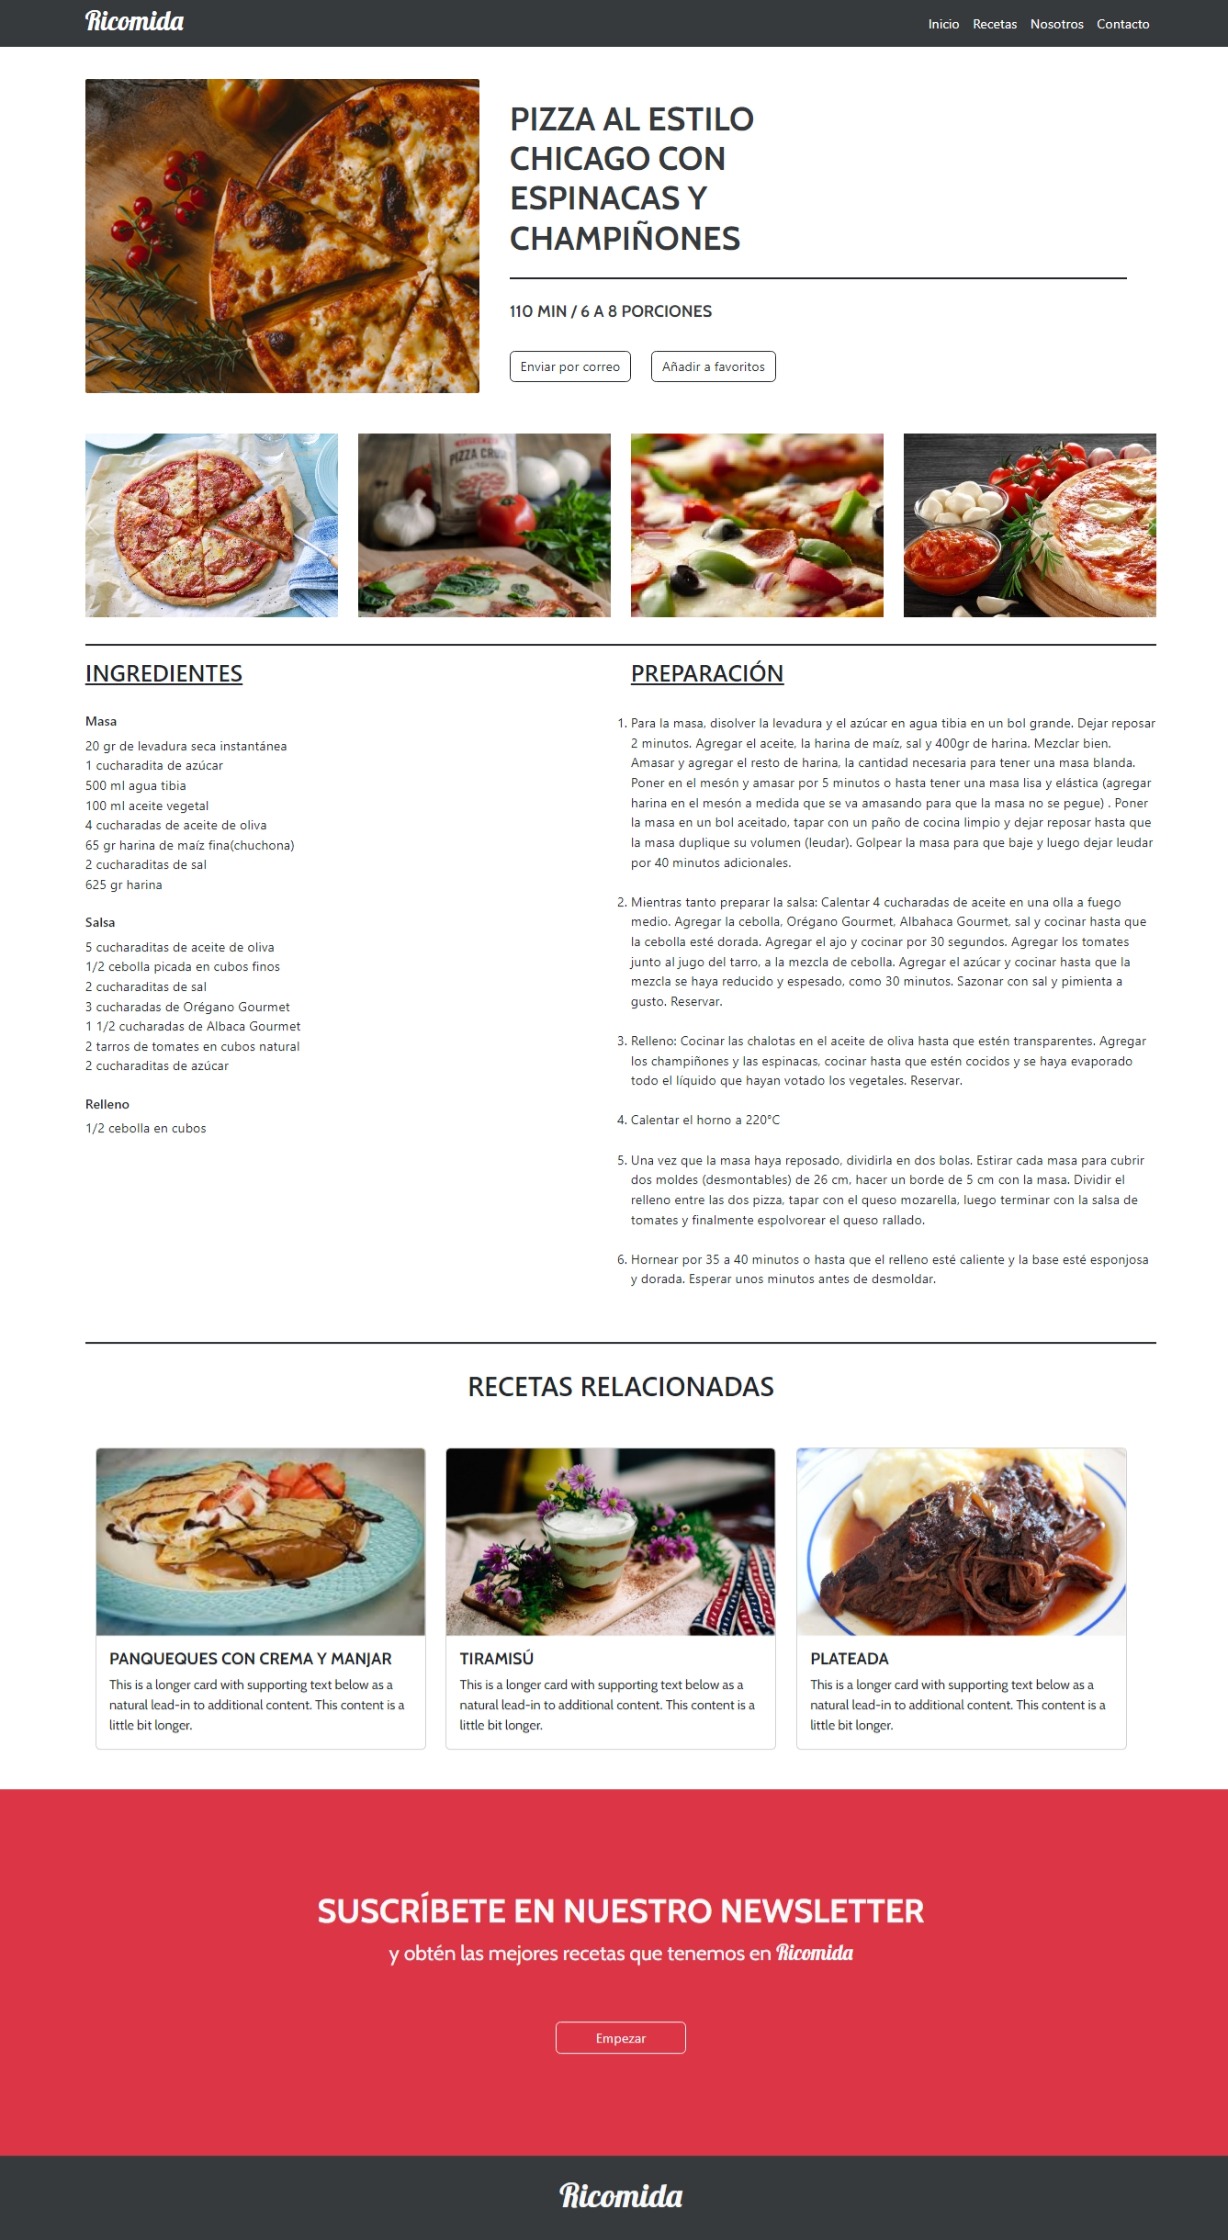 Ricomida
Inicio Recetas Nosotros Contacto
PIZZA AL ESTILO
CHICAGO CON
ESPINACAS Y
CHAMPIÑONES
110 MIN / 6 A 8 PORCIONES
Enviar por correo
Añadir a favoritos
PIZZA
INGREDIENTES
Masa
20 gr de levadura seca instantánea
1 cucharadita de azúcar
500 ml agua tibia
100 ml aceite vegetal
4 cucharadas de aceite de oliva
65 gr harina de maíz fina(chuchona)
2 cucharaditas de sal
625 gr harina
Salsa
5 cucharaditas de aceite de oliva
1/2 cebolla picada en cubos finos
2 cucharaditas de sal
3 cucharadas de Orégano Gourmet
1 1/2 cucharadas de Albaca Gourmet
2 tarros de tomates en cubos natural
2 cucharaditas de azúcar
Relleno
1/2 cebolla en cubos
PREPARACIÓN
1. Para la masa, disolver la levadura y el azúcar en agua tibia en un bol grande. Dejar reposar
2 minutos. Agregar el aceite, la harina de maíz, sal y 400gr de harina. Mezclar bien.
Amasar y agregar el resto de harina, la cantidad necesaria para tener una masa blanda.
Poner en el mesón y amasar por 5 minutos o hasta tener una masa lisa y elástica (agregar
harina en el mesón a medida que se va amasando para que la masa no se pegue) . Poner
la masa en un bol aceitado, tapar con un paño de cocina limpio y dejar reposar hasta que
la masa duplique su volumen (leudar). Golpear la masa para que baje y luego dejar leudar
por 40 minutos adicionales.
2. Mientras tanto preparar la salsa: Calentar 4 cucharadas de aceite en una olla a fuego
medio. Agregar la cebolla, Orégano Gourmet, Albahaca Gourmet, sal y cocinar hasta que
la cebolla esté dorada. Agregar el ajo y cocinar por 30 segundos. Agregar los tomates
junto al jugo del tarro, a la mezcla de cebolla. Agregar el azúcar y cocinar hasta que la
mezcla se haya reducido y espesado, como 30 minutos. Sazonar con sal y pimienta a
gusto. Reservar.
3. Relleno: Cocinar las chalotas en el aceite de oliva hasta que estén transparentes. Agregar
los champiñones y las espinacas, cocinar hasta que estén cocidos y se haya evaporado
todo el líquido que hayan votado los vegetales. Reservar.
4. Calentar el horno a 220°C
5. Una vez que la masa haya reposado, dividirla en dos bolas. Estirar cada masa para cubrir
dos moldes (desmontables) de 26 cm, hacer un borde de 5 cm con la masa. Dividir el
relleno entre las dos pizza, tapar con el queso mozarella, luego terminar con la salsa de
tomates y finalmente espolvorear el queso rallado.
6. Hornear por 35 a 40 minutos o hasta que el relleno esté caliente y la base esté esponjosa
y dorada. Esperar unos minutos antes de desmoldar.
RECETAS RELACIONADAS
PANQUEQUES CON CREMA Y MANJAR
This is a longer card with supporting text below as a
natural lead-in to additional content. This content is a
little bit longer.
TIRAMISÚ
This is a longer card with supporting text below as a
natural lead-in to additional content. This content is a
little bit longer.
PLATEADA
This is a longer card with supporting text below as a
natural lead-in to additional content. This content is a
little bit longer.
SUSCRÍBETE EN NUESTRO NEWSLETTER
y obtén las mejores recetas que tenemos en Ricomida
Empezar
Ricomida